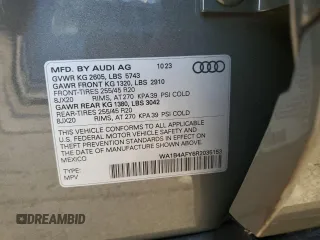 MFD. BY AUDI AG 10 23
GVWR KG 2605, LBS 5743
GAWR FRONT KG 1320, LBS 2910
FRONT-TIRES 255/45 R20
8JX20 RIMS, AT 270 KPA 39 PSI COLD
GAWR REAR KG 1380, LBS 3042
REAR-TIRES 255/45 R20
8JX20 RIMS, AT 270 KPA 39 PSI COLD
THIS VEHICLE CONFORMS TO ALL APPLICABLE
U.S. FEDERAL MOTOR VEHICLE SAFETY AND
THEFT PREVENTION STANDARDS IN EFFECT
ON THE DATE OF MANUFACTURE SHOWN ABOVE
MEXICO
TYPE:
MPV
DREAMBID